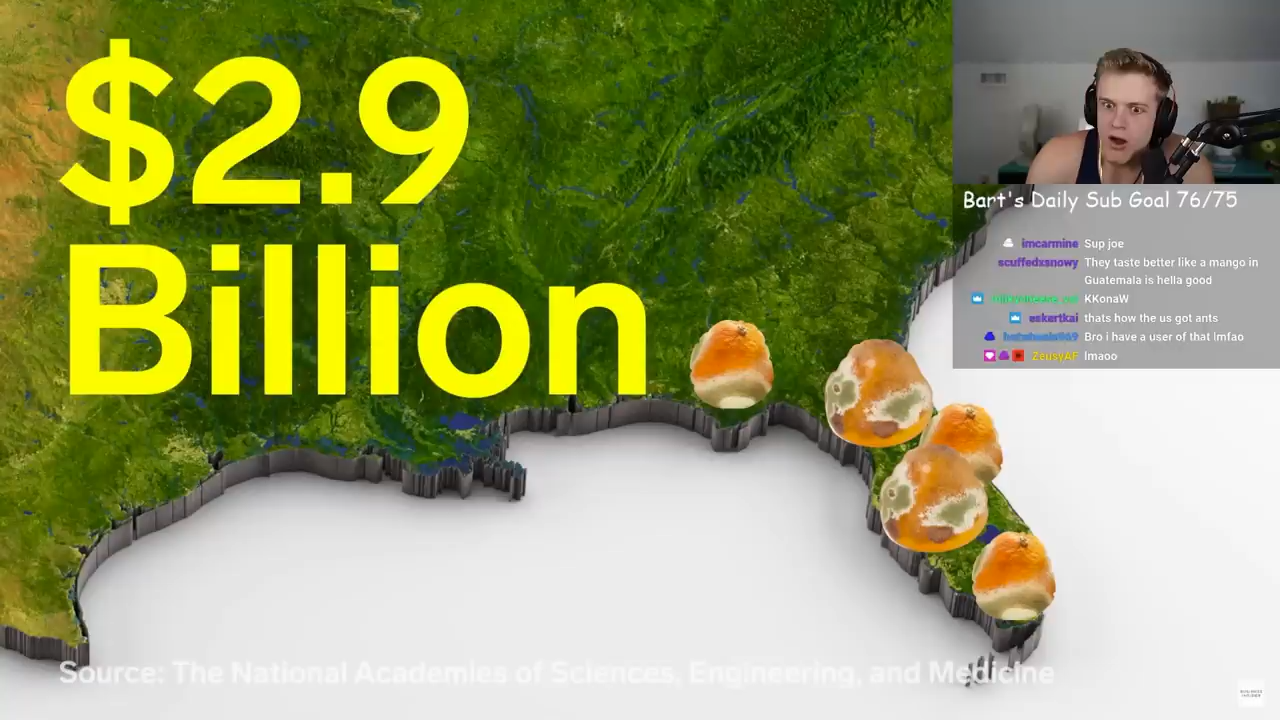 $2.9
Billion
Bart's Daily Sub Goal 76/75
imcarmine Sup joe
scuffedxsnowy They taste better like a mango in
Guatemala is hella good
KKonaW
eskertkai thats how the us got ants
Bro i have a user of that lmfao
ZeusyAF lmaoo
Source: The National Academies of Sciences, Engineering, and Medicine